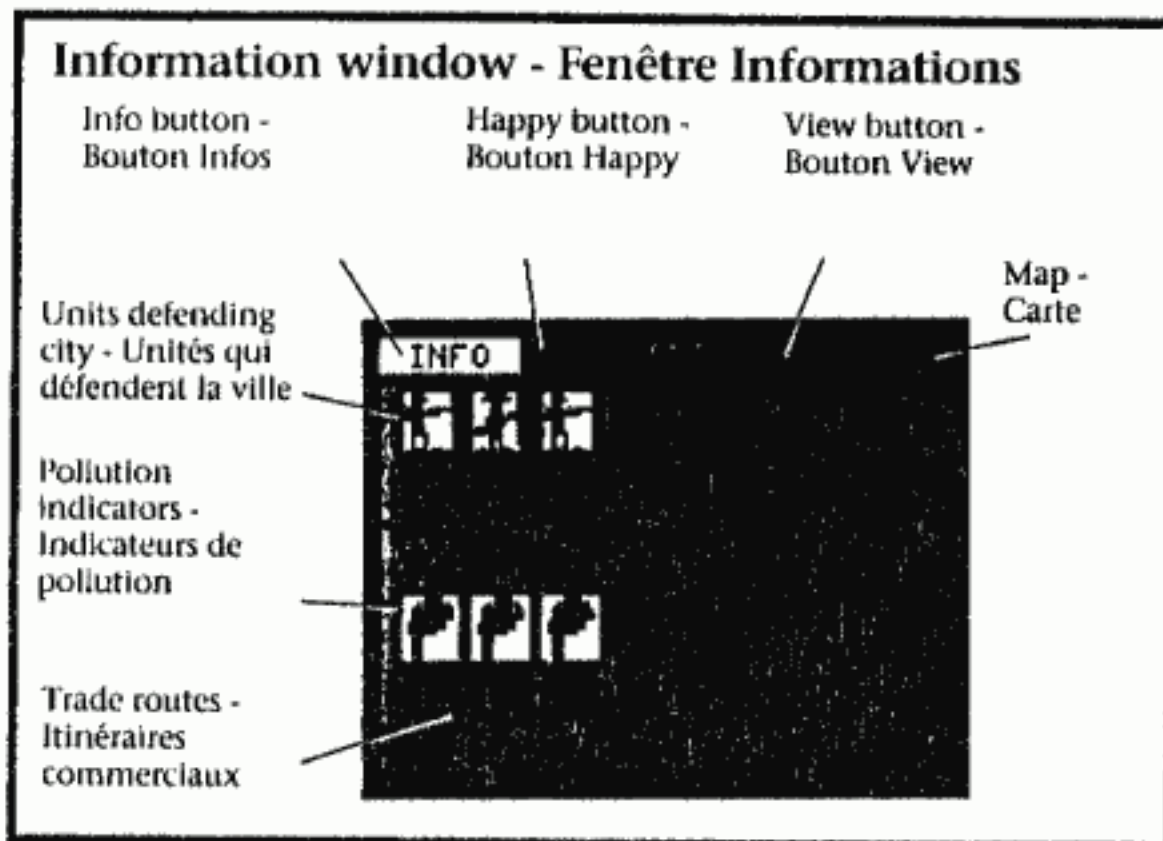 Information window - Fenêtre Informations
Info button -
Bouton Infos
Happy button -
Bouton Happy
View button -
Bouton View
Map -
Carte
Units defending
city - Unités qui
défendent la ville
INFO
Pollution
indicators -
Indicateurs de
pollution
Trade routes -
Itinéraires
commerciaux